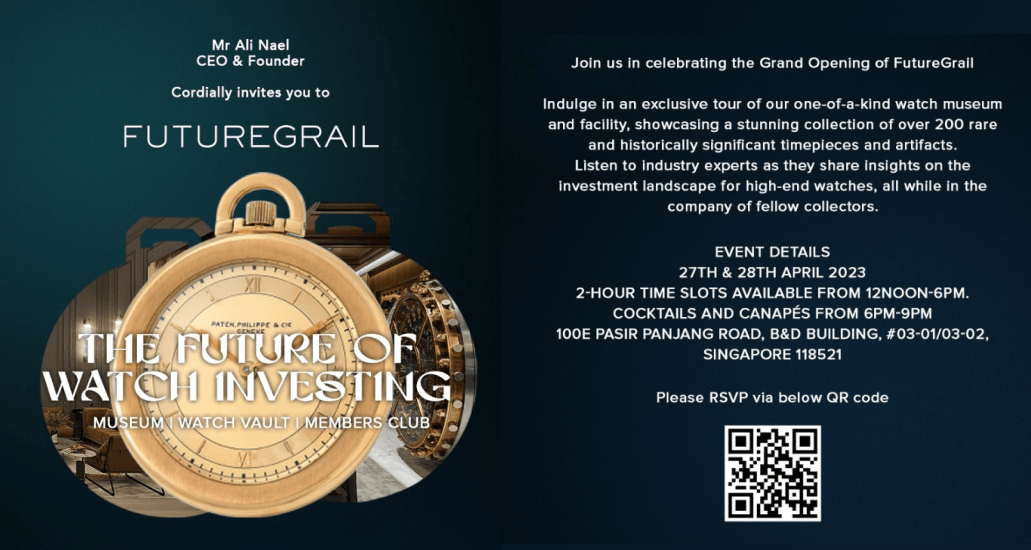 Mr Ali Nael
CEO & Founder
Cordially invites you to
FUTUREGRAIL
XII
PATEK, PHILIPPE & CIE
GENÈVE
THE FUTURE OF
WATCH INVESTING
MUSEUM | WATCH VAULT | MEMBERS CLUB
VI
Join us in celebrating the Grand Opening of FutureGrail
Indulge in an exclusive tour of our one-of-a-kind watch museum
and facility, showcasing a stunning collection of over 200 rare
and historically significant timepieces and artifacts.
Listen to industry experts as they share insights on the
investment landscape for high-end watches, all while in the
company of fellow collectors.
EVENT DETAILS
27TH & 28TH APRIL 2023
2-HOUR TIME SLOTS AVAILABLE FROM 12NOON-6PM.
COCKTAILS AND CANAPÉS FROM 6PM-9PM
100E PASIR PANJANG ROAD, B&D BUILDING, #03-01/03-02,
SINGAPORE 118521
Please RSVP via below QR code